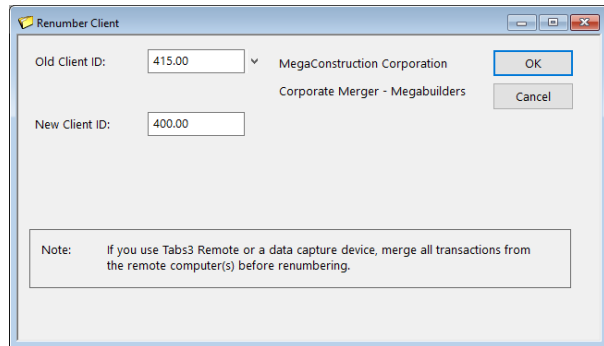 Renumber Client
Old Client ID: 415.00 MegaConstruction Corporation OK
Corporate Merger - Megabuilders Cancel
New Client ID: 400.00
Note: If you use Tabs3 Remote or a data capture device, merge all transactions from
the remote computer(s) before renumbering.